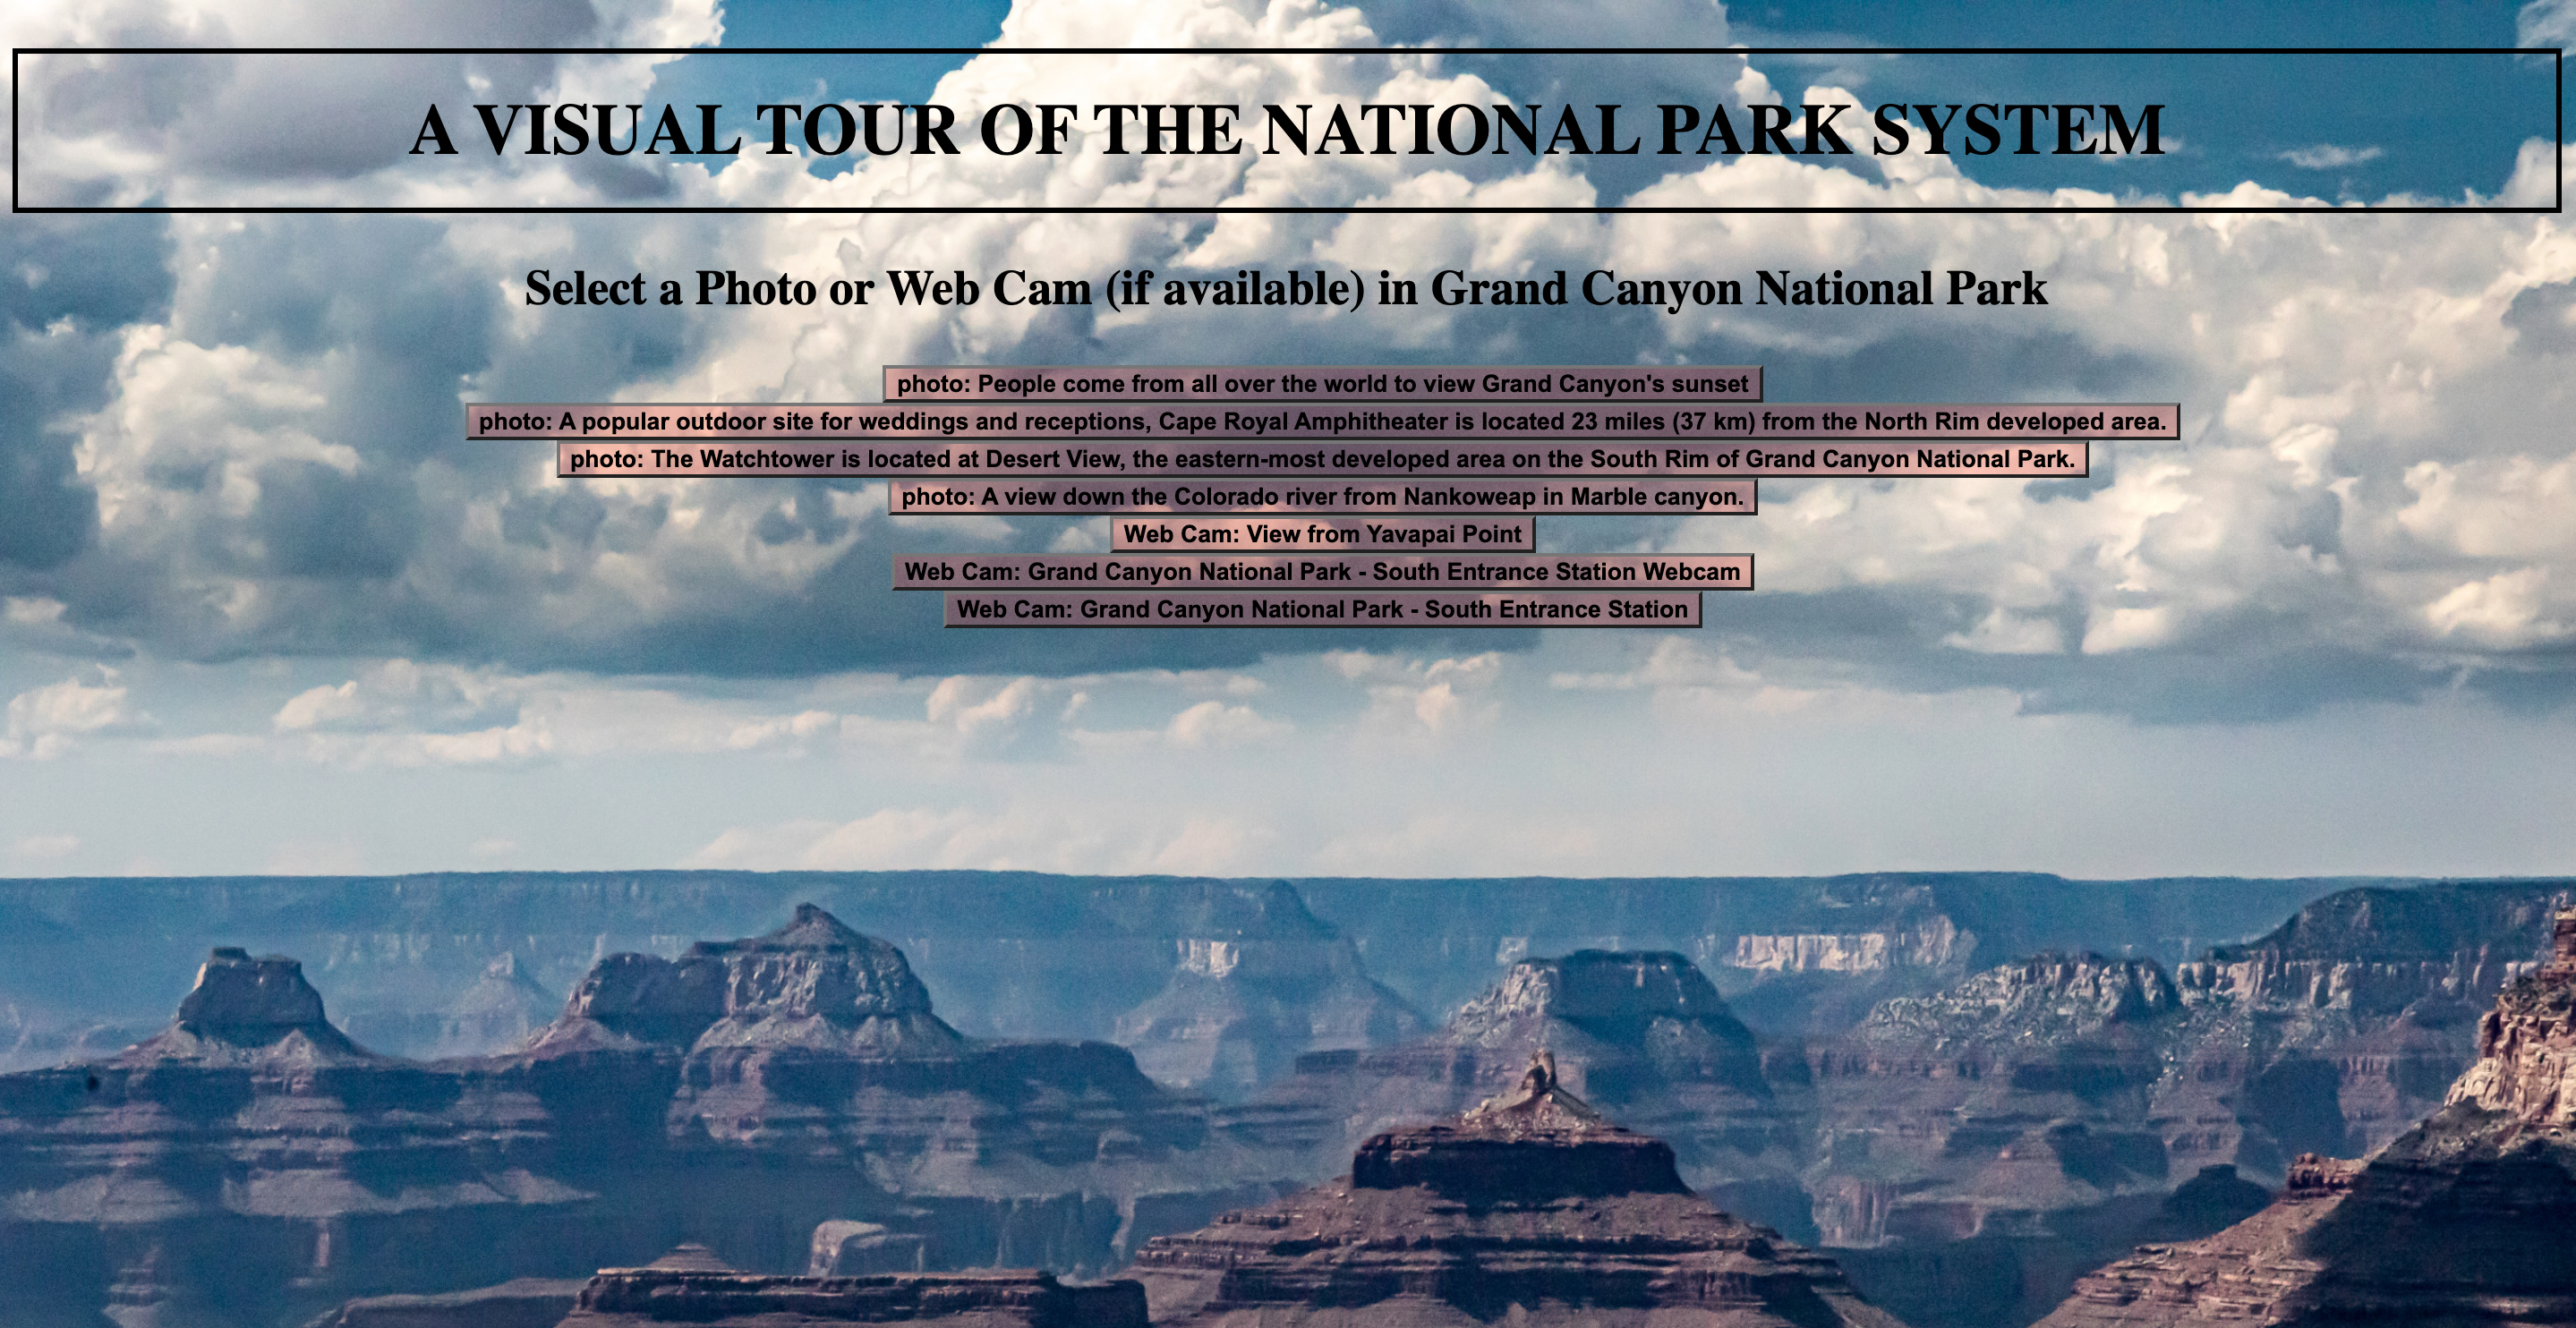 A VISUAL TOUR OF THE NATIONAL PARK SYSTEM
Select a Photo or Web Cam (if available) in Grand Canyon National Park
photo: People come from all over the world to view Grand Canyon's sunset
photo: A popular outdoor site for weddings and receptions, Cape Royal Amphitheater is located 23 miles (37 km) from the North Rim developed area.
photo: The Watchtower is located at Desert View, the eastern-most developed area on the South Rim of Grand Canyon National Park.
photo: A view down the Colorado river from Nankoweap in Marble canyon.
Web Cam: View from Yavapai Point
Web Cam: Grand Canyon National Park - South Entrance Station Webcam
Web Cam: Grand Canyon National Park - South Entrance Station